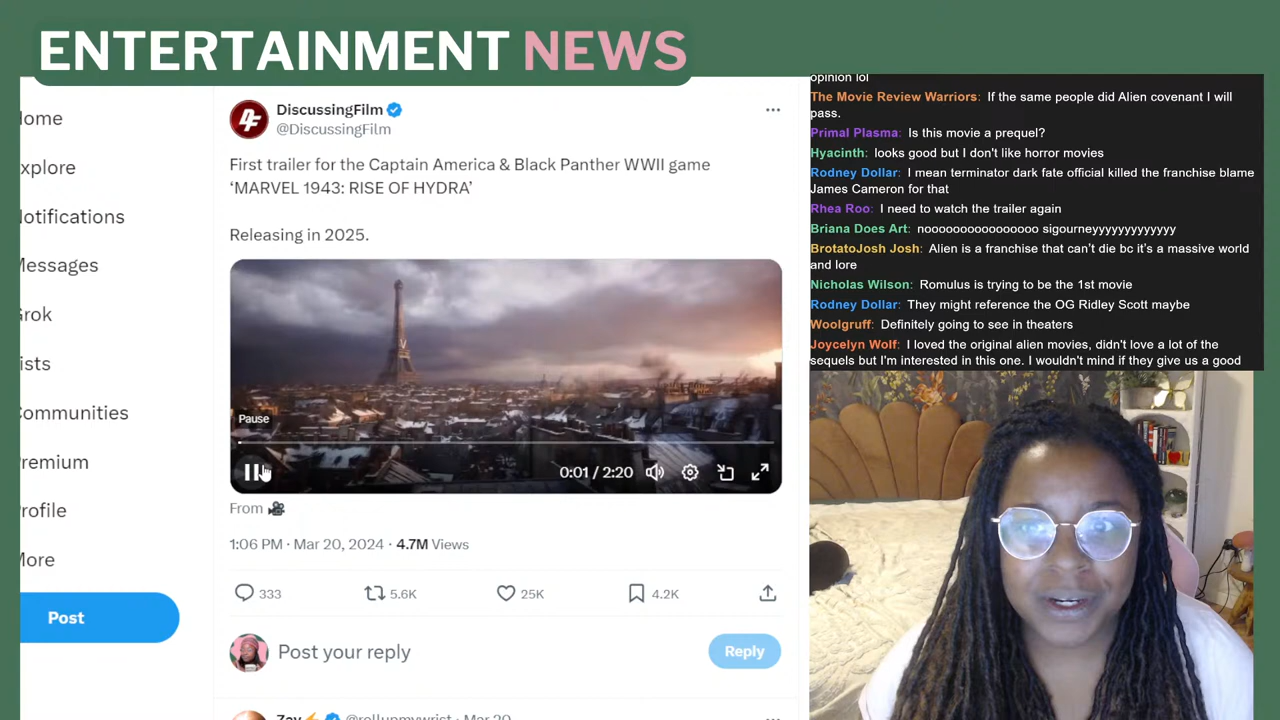 ENTERTAINMENT NEWS
ome
xplore
otifications
essages
rok
ists
ommunities
remium
rofile
ore
Post
DiscussingFilm
@DiscussingFilm
First trailer for the Captain America & Black Panther WWII game
‘MARVEL 1943: RISE OF HYDRA’
Releasing in 2025.
Pause
0:01 / 2:20
From
1:06 PM · Mar 20, 2024 · 4.7M Views
333
5.6K
25K
4.2K
Post your reply
Reply
Zay @rollupmywrist · Mar 20
opinion lol
The Movie Review Warriors: If the same people did Alien covenant I will
pass.
Primal Plasma: Is this movie a prequel?
Hyacinth: looks good but I don't like horror movies
Rodney Dollar: I mean terminator dark fate official killed the franchise blame
James Cameron for that
Rhea Roo: I need to watch the trailer again
Briana Does Art: nooooooooooooooooo sigourneyyyyyyyyyyyyy
BrotatoJosh Josh: Alien is a franchise that can’t die bc it’s a massive world
and lore
Nicholas Wilson: Romulus is trying to be the 1st movie
Rodney Dollar: They might reference the OG Ridley Scott maybe
Woolgruff: Definitely going to see in theaters
Joycelyn Wolf: I loved the original alien movies, didn't love a lot of the
sequels but I'm interested in this one. I wouldn't mind if they give us a good